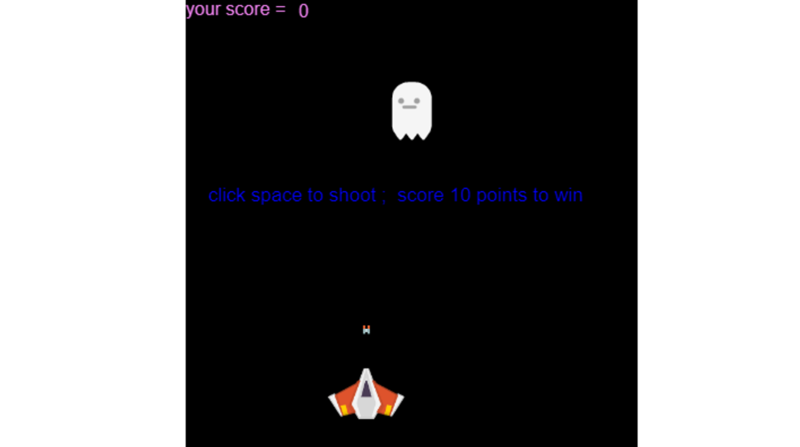 your score = 0
click space to shoot ; score 10 points to win